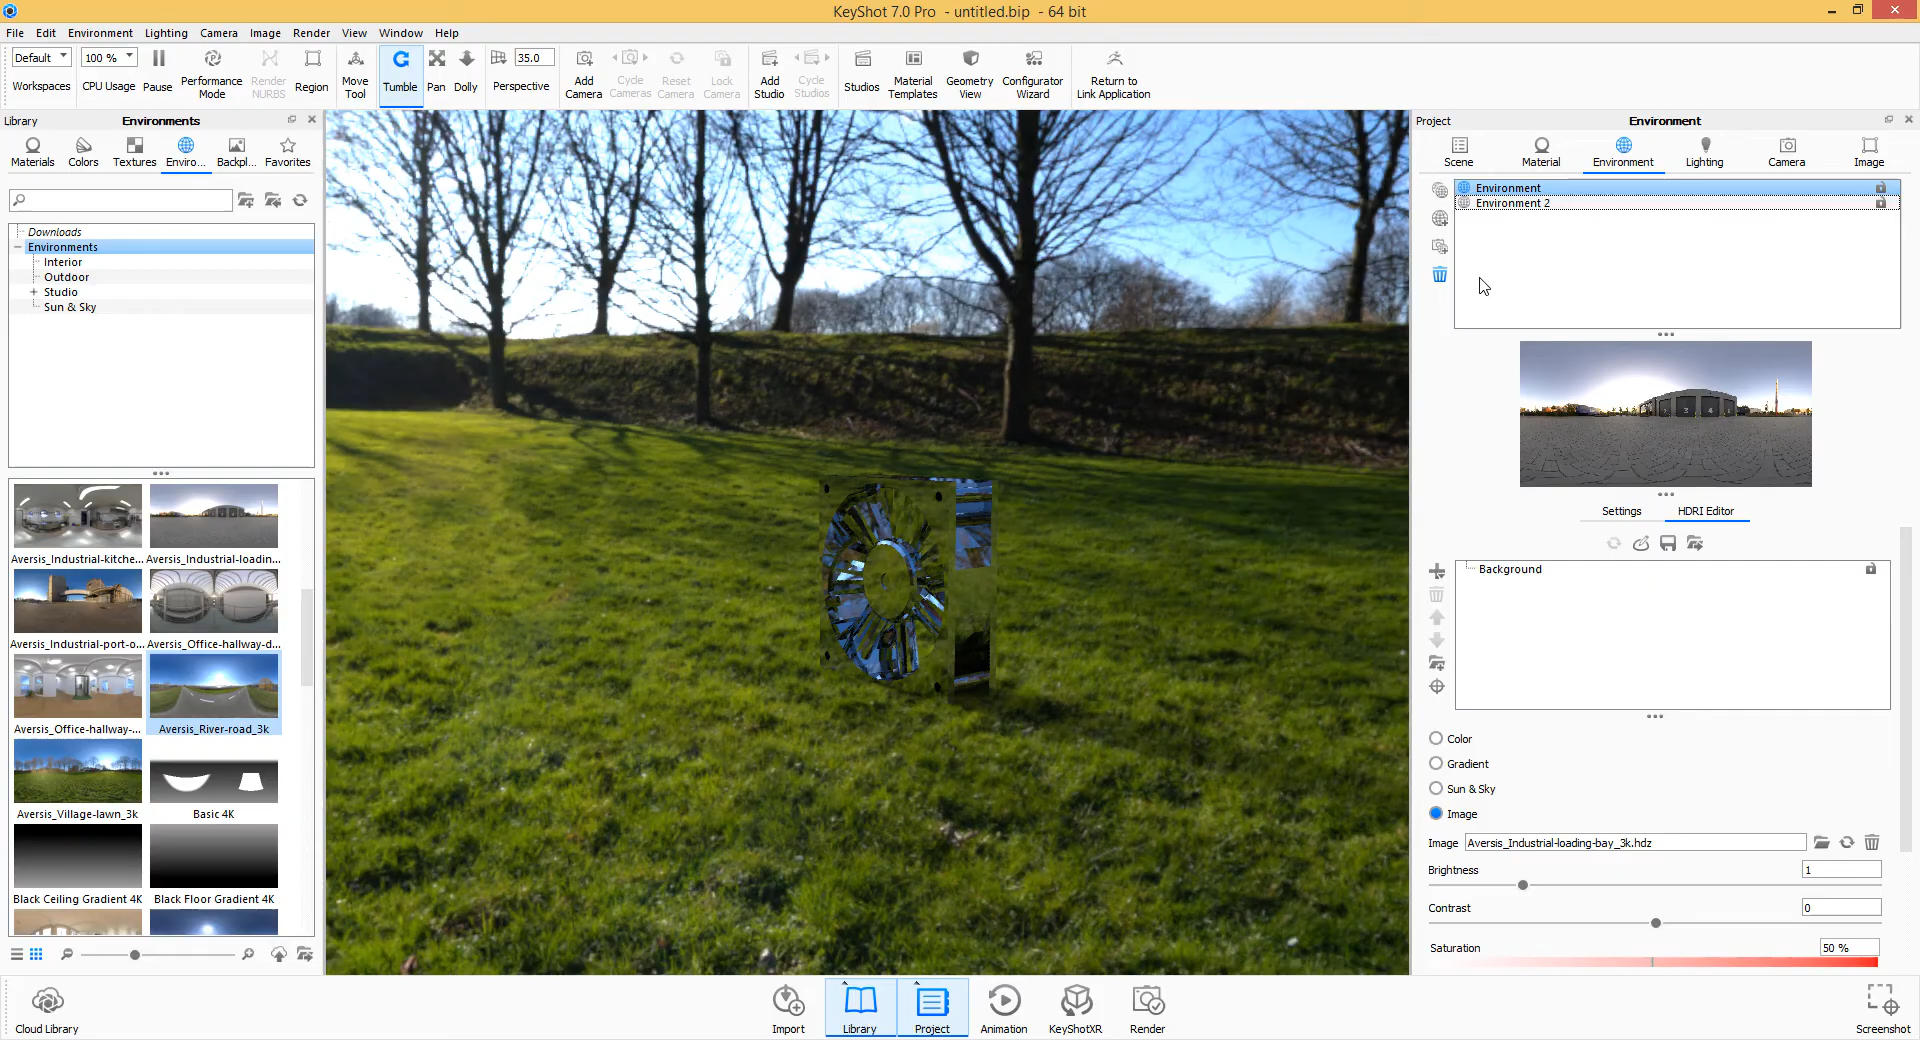 KeyShot 7.0 Pro - untitled.bip - 64 bit
File Edit Environment Lighting Camera Image Render View Window Help
Default 100 % 35.0
Workspaces CPU Usage Pause Performance Mode Render NURBS Region Move Tool Tumble Pan Dolly Perspective Add Camera Cycle Cameras Reset Camera Lock Camera Add Studio Cycle Studios Studios Material Templates Geometry View Configurator Wizard Return to Link Application
Library Environments
Materials Colors Textures Enviro... Backpl... Favorites
Downloads
Environments
Interior
Outdoor
Studio
Sun & Sky
Aversis_Industrial-kitche... Aversis_Industrial-loadin...
Aversis_Industrial-port-o... Aversis_Office-hallway-d...
Aversis_Office-hallway-... Aversis_River-road_3k
Aversis_Village-lawn_3k Basic 4K
Black Ceiling Gradient 4K Black Floor Gradient 4K
Project Environment
Scene Material Environment Lighting Camera Image
Environment
Environment 2
3 4
Settings HDRI Editor
Background
Color
Gradient
Sun & Sky
Image
Image Aversis_Industrial-loading-bay_3k.hdz
Brightness 1
Contrast 0
Saturation 50 %
Cloud Library Import Library Project Animation KeyShotXR Render Screenshot